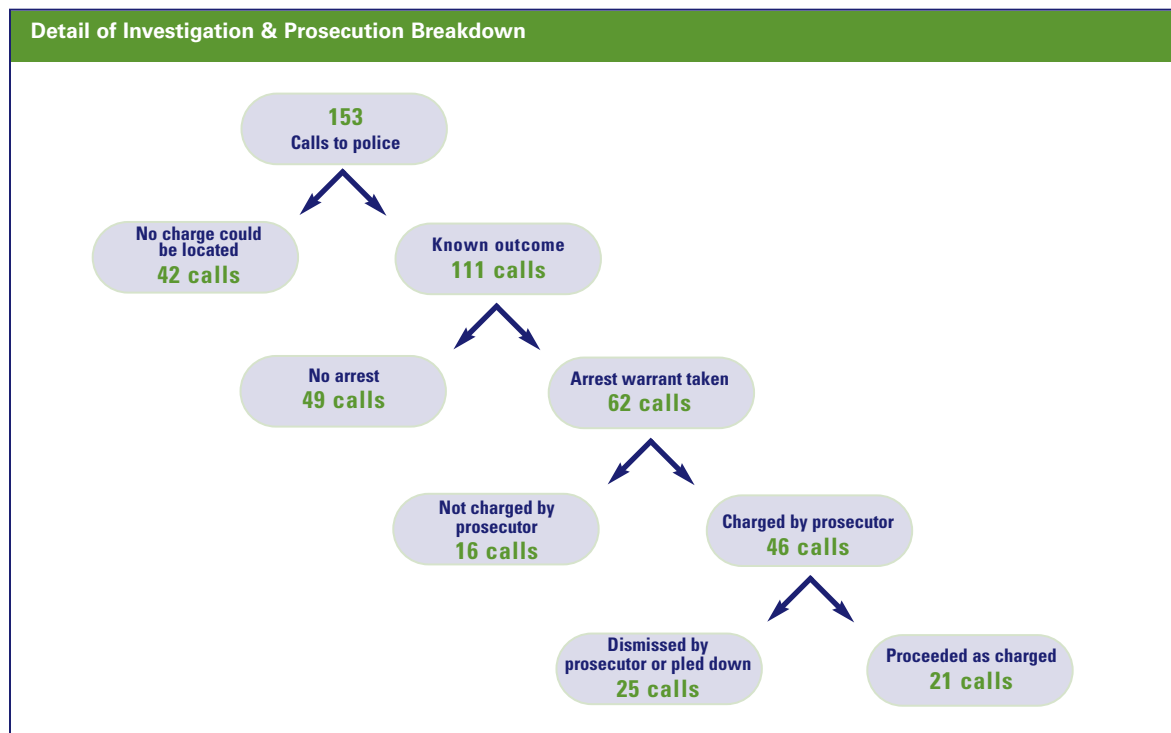 Detail of Investigation & Prosecution Breakdown
153
Calls to police
No charge could
be located
42 calls
Known outcome
111 calls
No arrest
49 calls
Arrest warrant taken
62 calls
Not charged by
prosecutor
16 calls
Charged by prosecutor
46 calls
Dismissed by
prosecutor or pled down
25 calls
Proceeded as charged
21 calls